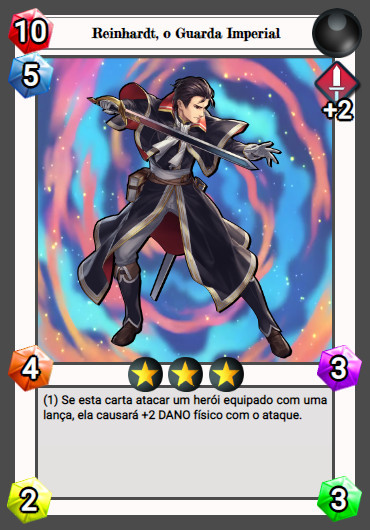 10
Reinhardt, o Guarda Imperial
5
+2
4
3
(1) Se esta carta atacar um herói equipado com uma
lança, ela causará +2 DANO físico com o ataque.
2
3